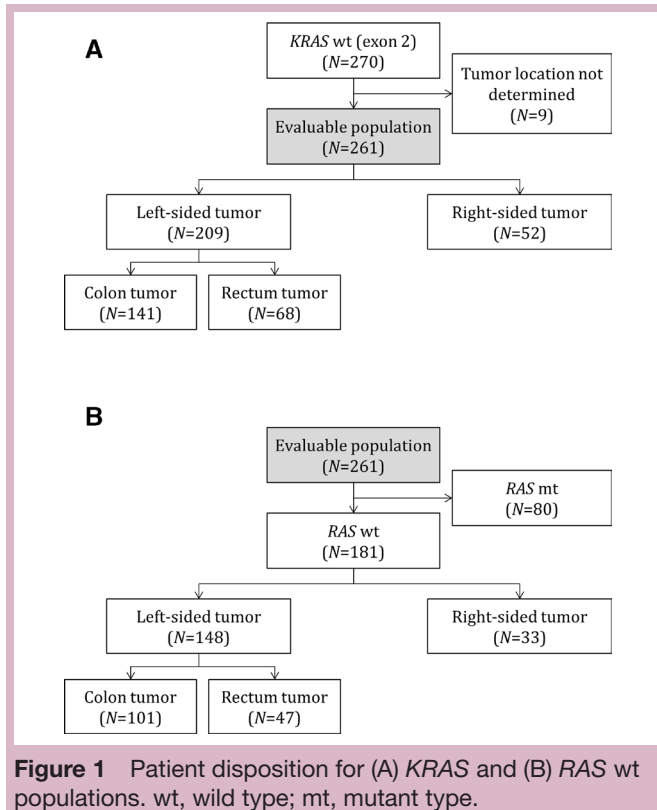 A
KRAS wt (exon 2)
(N=270)
Tumor location not
determined
(N=9)
Evaluable population
(N=261)
Left-sided tumor
(N=209)
Right-sided tumor
(N=52)
Colon tumor
(N=141)
Rectum tumor
(N=68)
B
Evaluable population
(N=261)
RAS mt
(N=80)
RAS wt
(N=181)
Left-sided tumor
(N=148)
Right-sided tumor
(N=33)
Colon tumor
(N=101)
Rectum tumor
(N=47)
Figure 1 Patient disposition for (A) KRAS and (B) RAS wt
populations. wt, wild type; mt, mutant type.